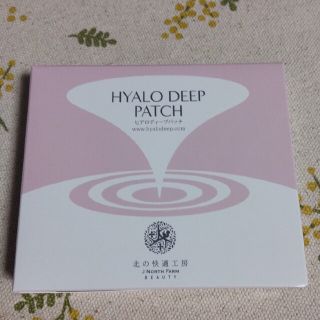 HYALO DEEP
PATCH
ヒアロディープパッチ
www.hyalodeep.com
北の快適工房
J NORTH FARM
BEAUTY